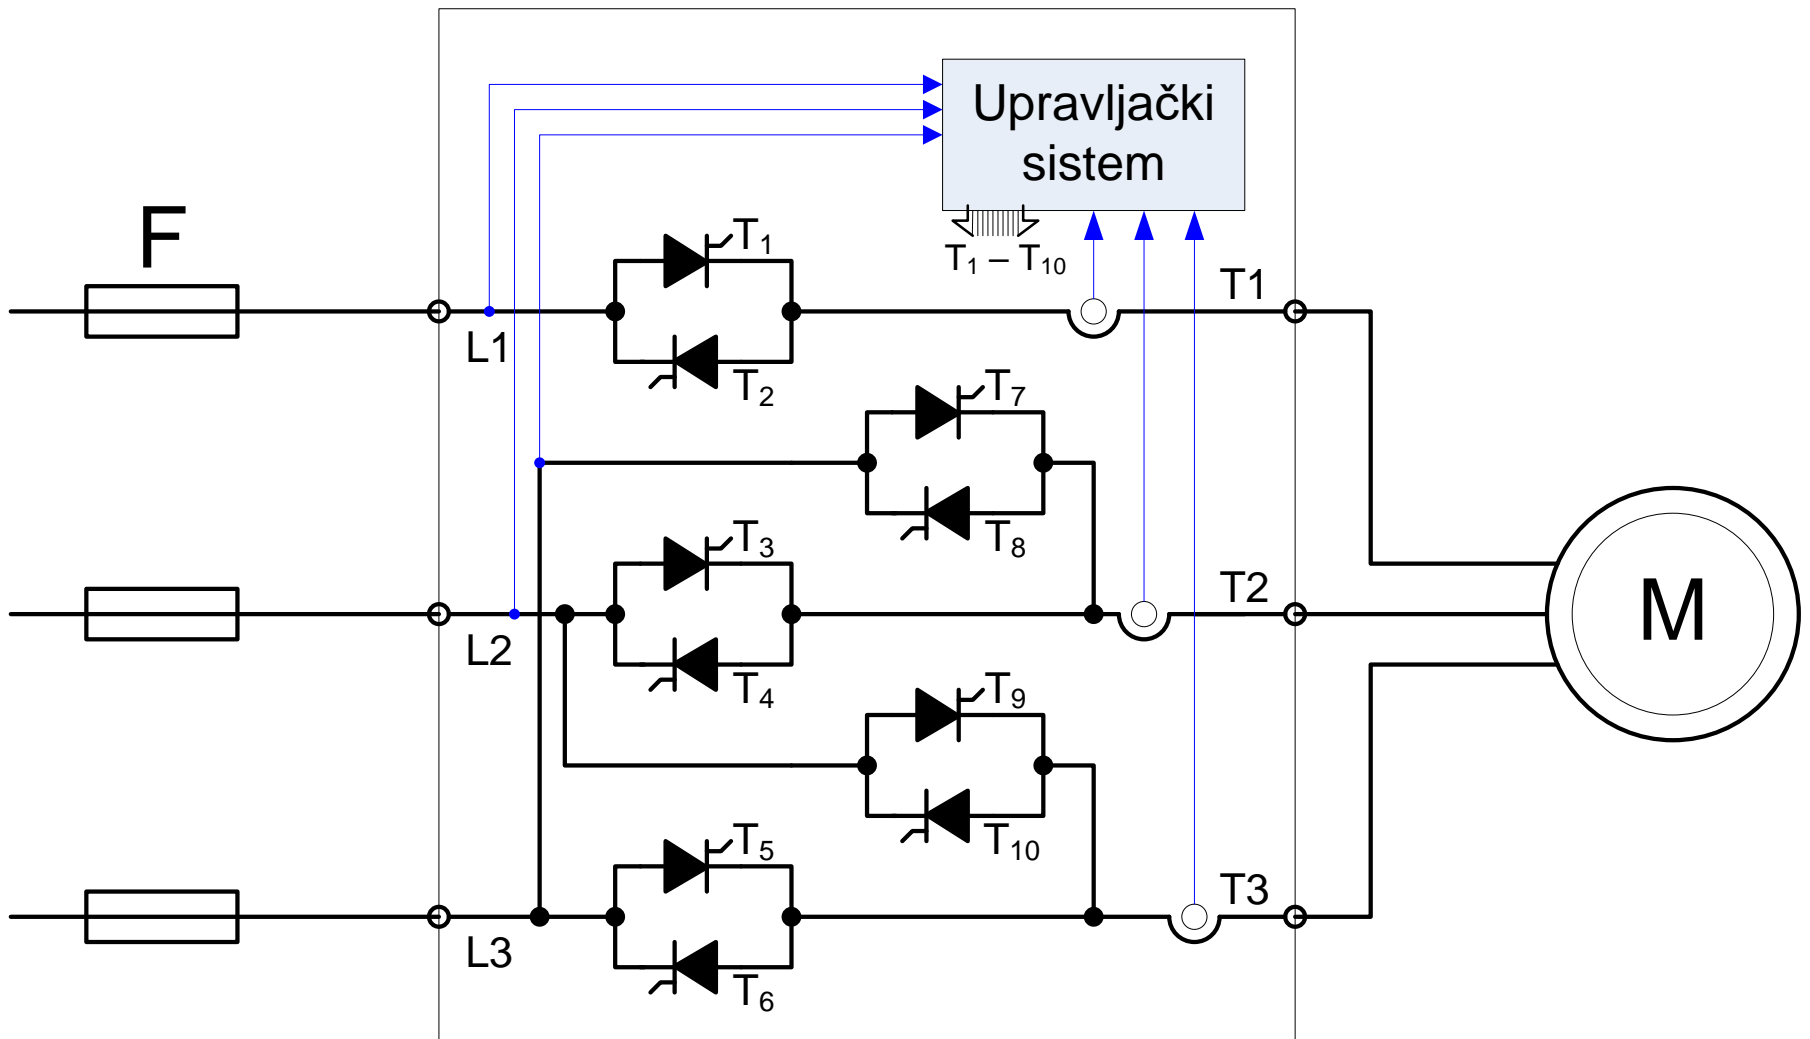 Upravljački
sistem
F
T₁
T₁ – T₁₀
T1
L1
T₂
T₇
T₃
T₈
T2
L2
T₄
T₉
M
T₅
T₁₀
T3
L3
T₆